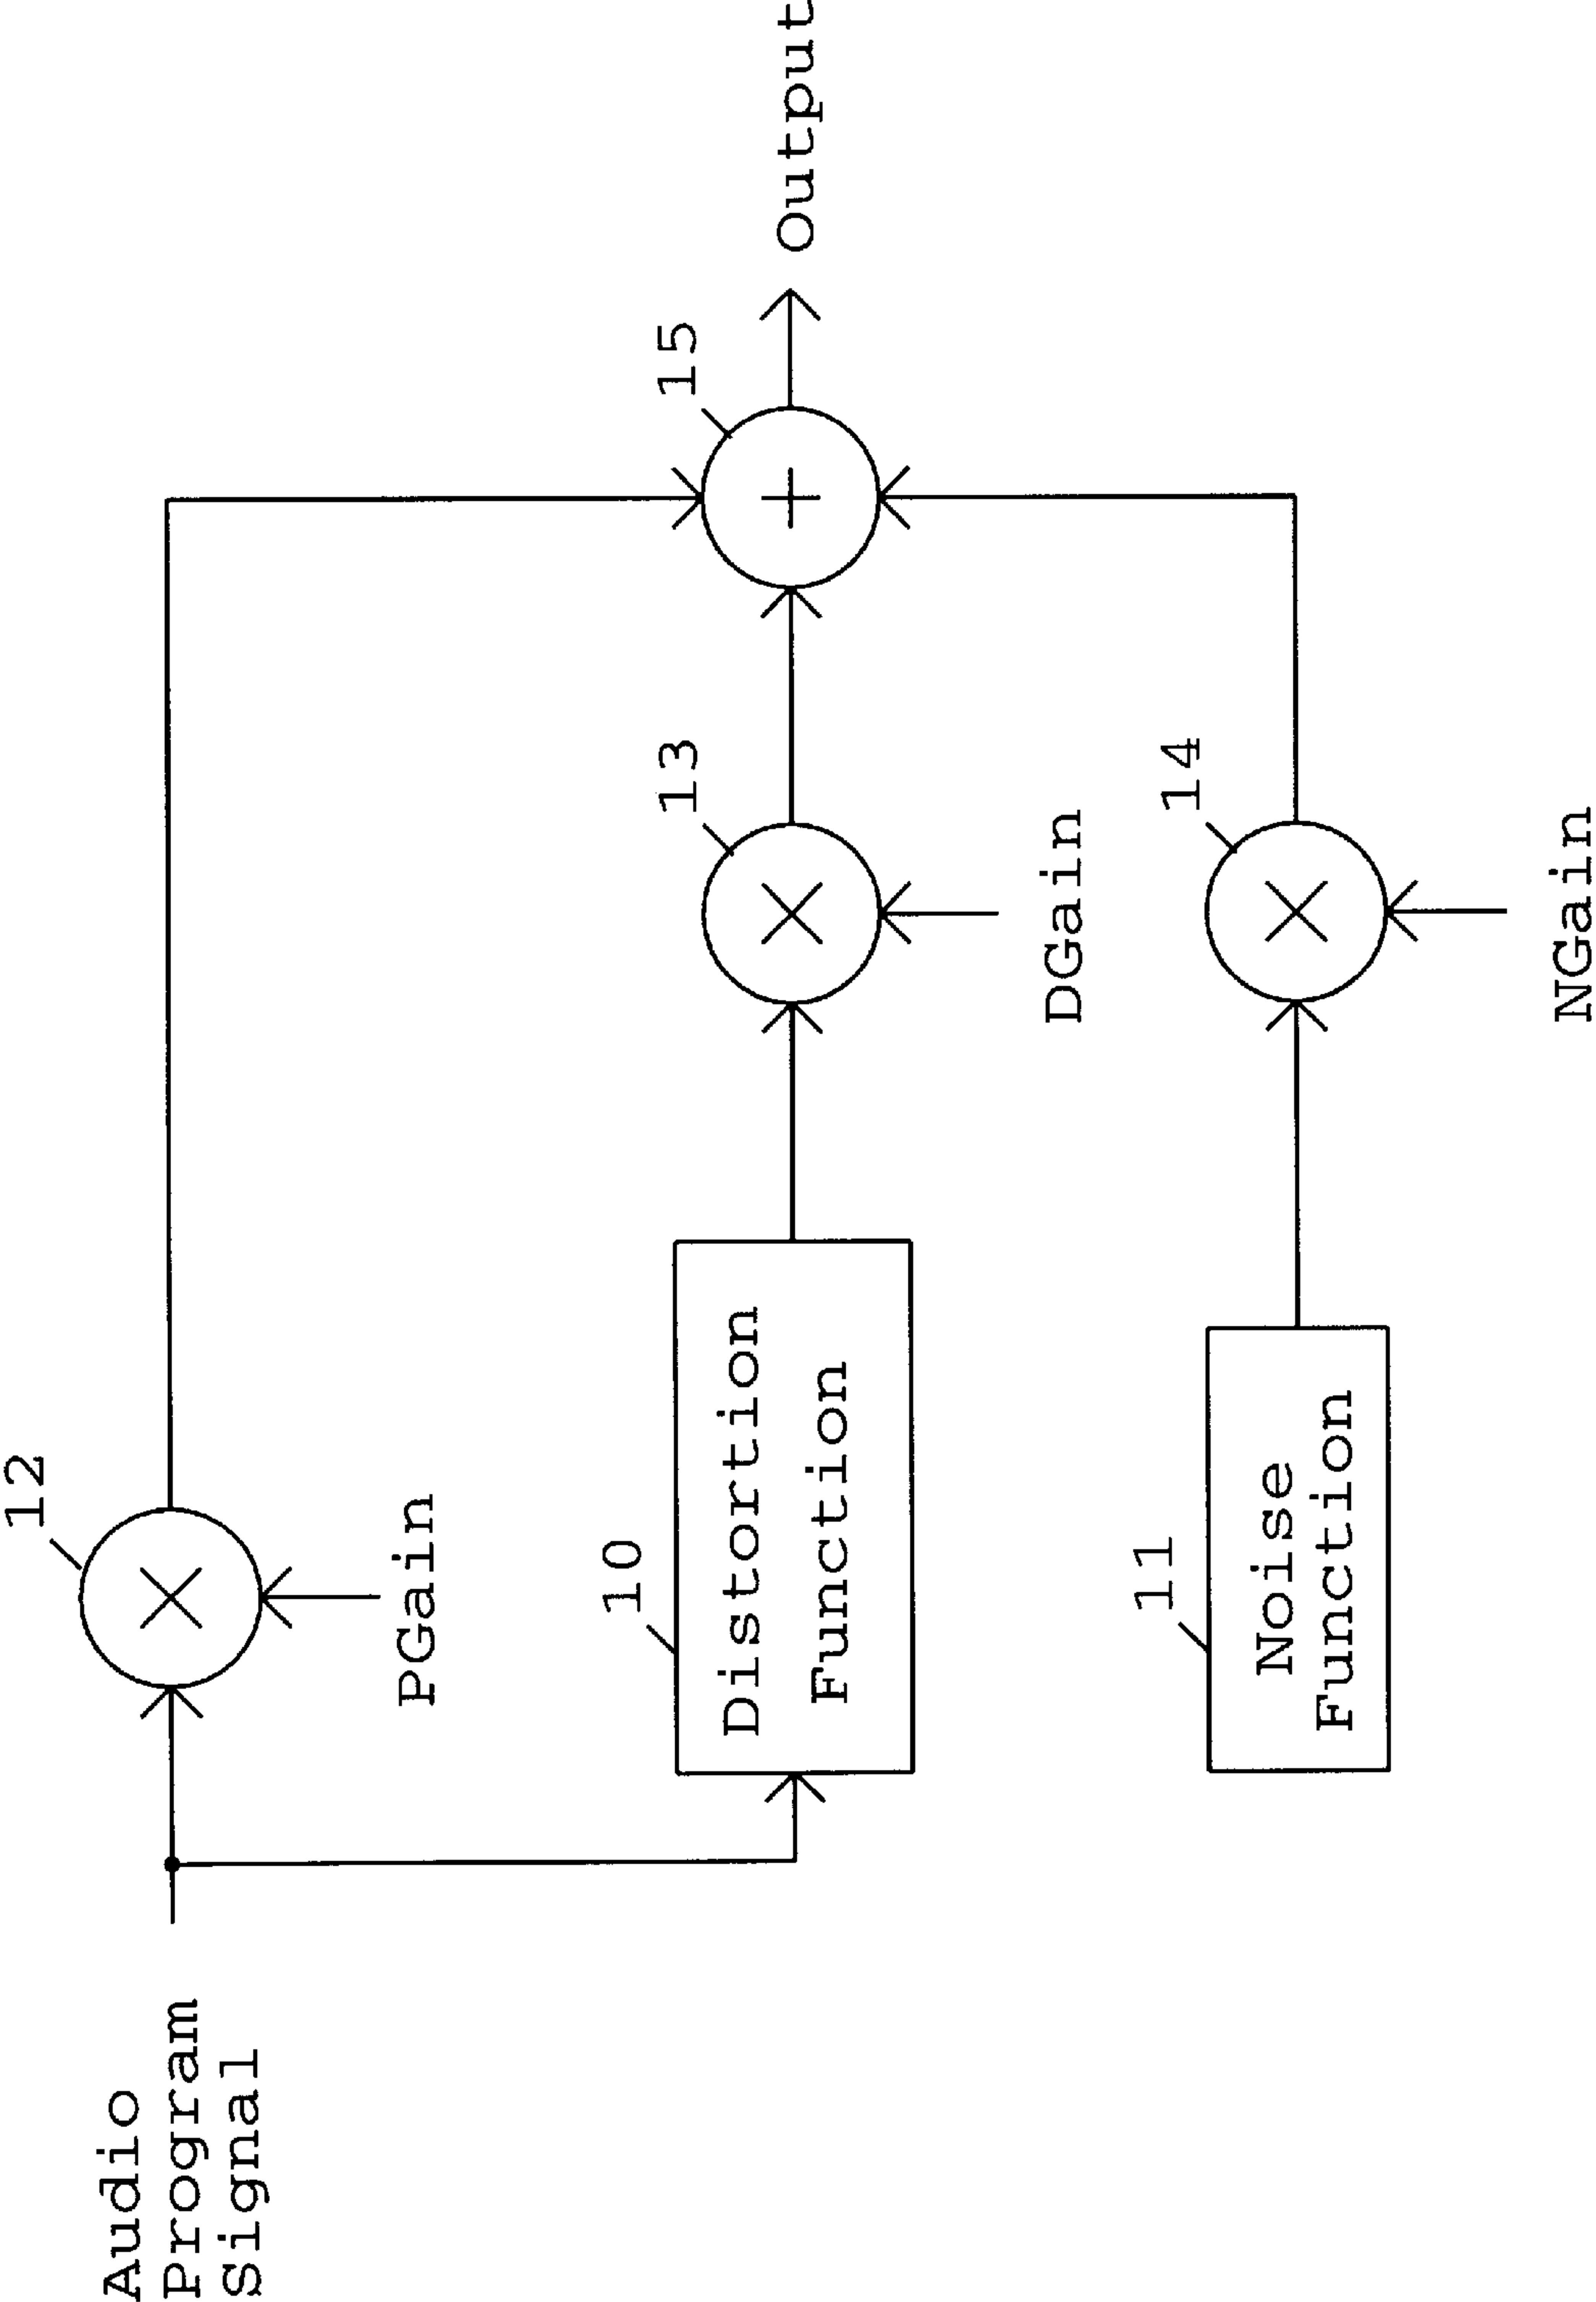 Audio
Program
Signal
12
PGain
10
Distortion
Function
13
DGain
15
Output
11
Noise
Function
14
NGain